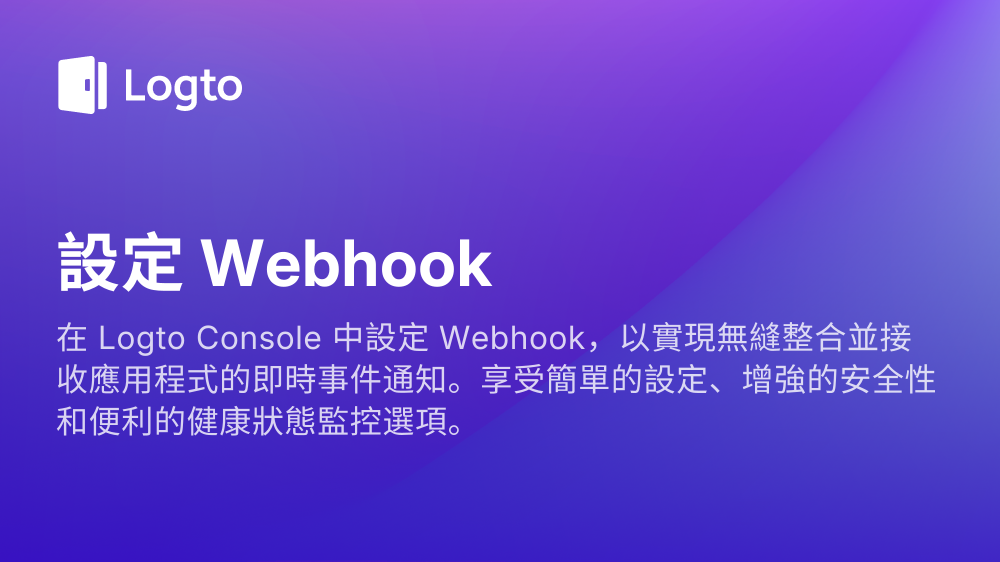 Logto
設定 Webhook
在 Logto Console 中設定 Webhook，以實現無縫整合並接
收應用程式的即時事件通知。享受簡單的設定、增強的安全性
和便利的健康狀態監控選項。